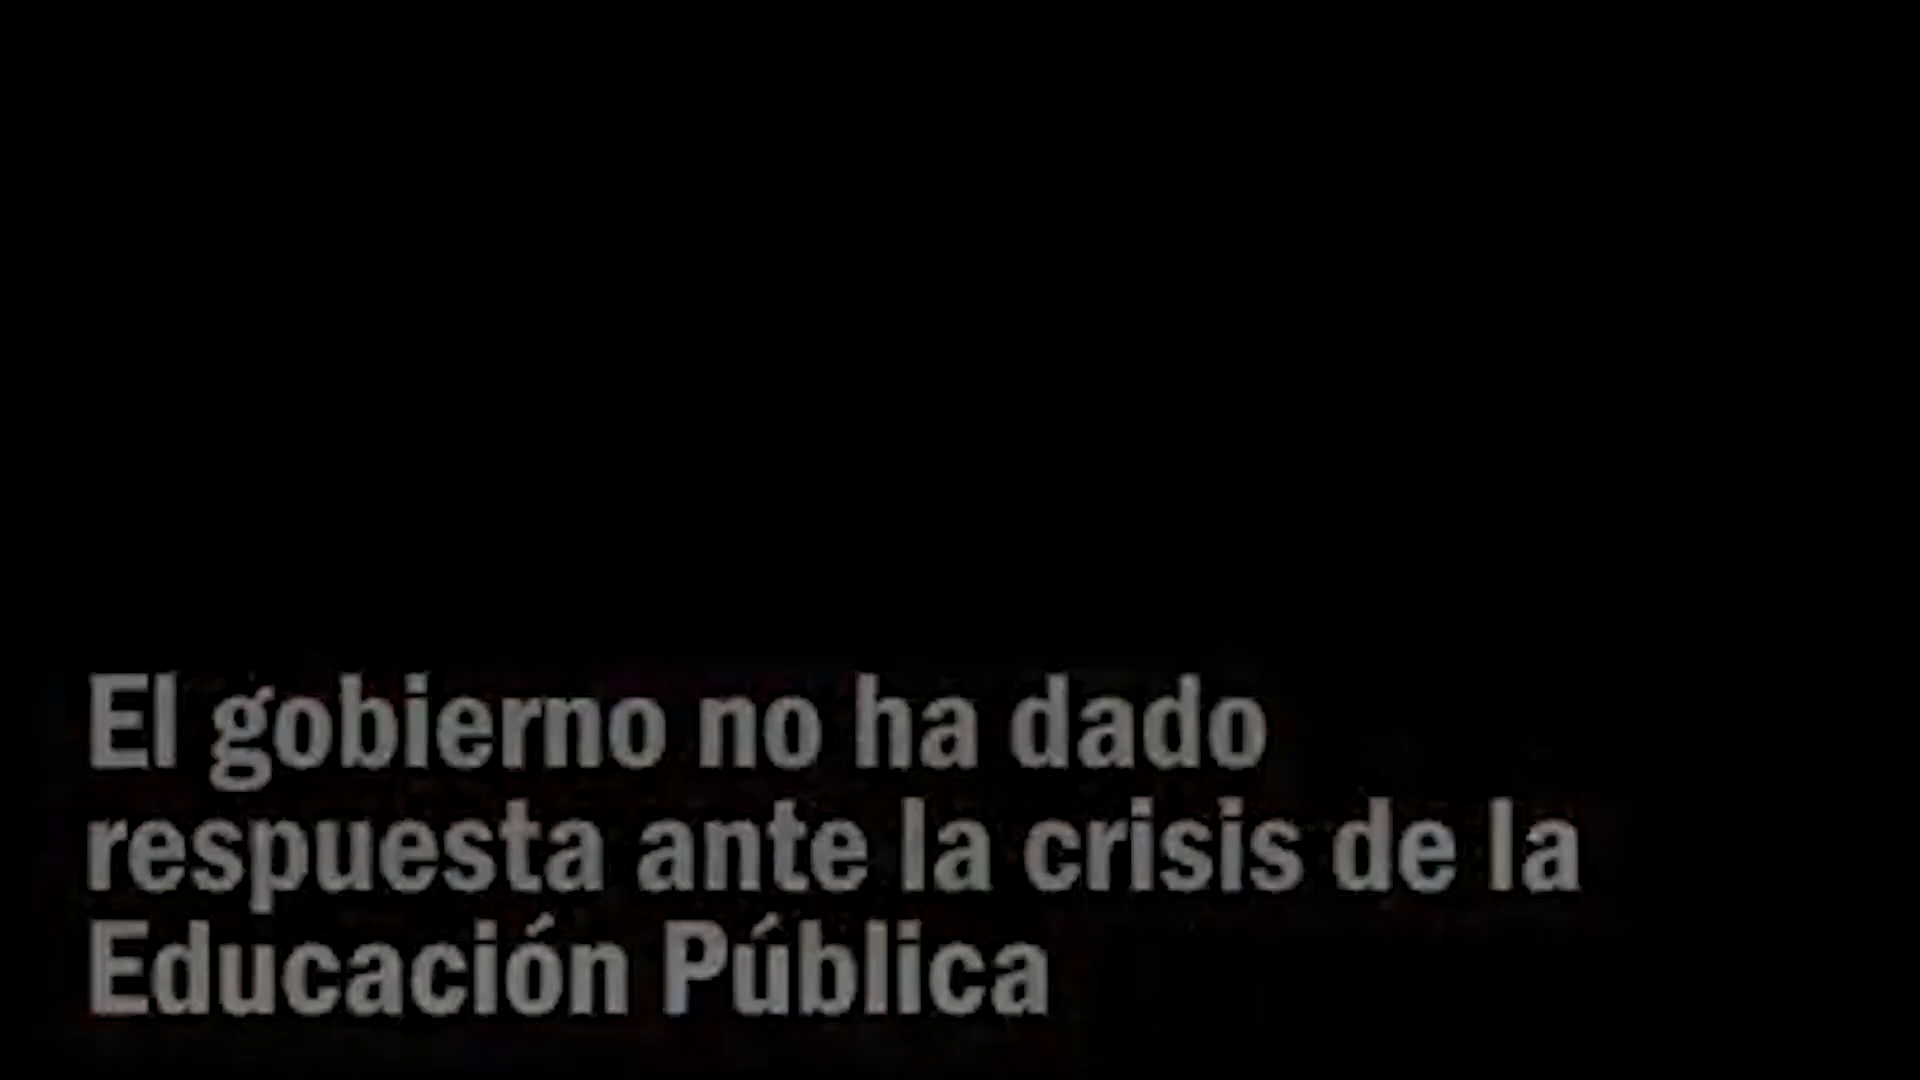 El gobierno no ha dado
respuesta ante la crisis de la
Educación Pública